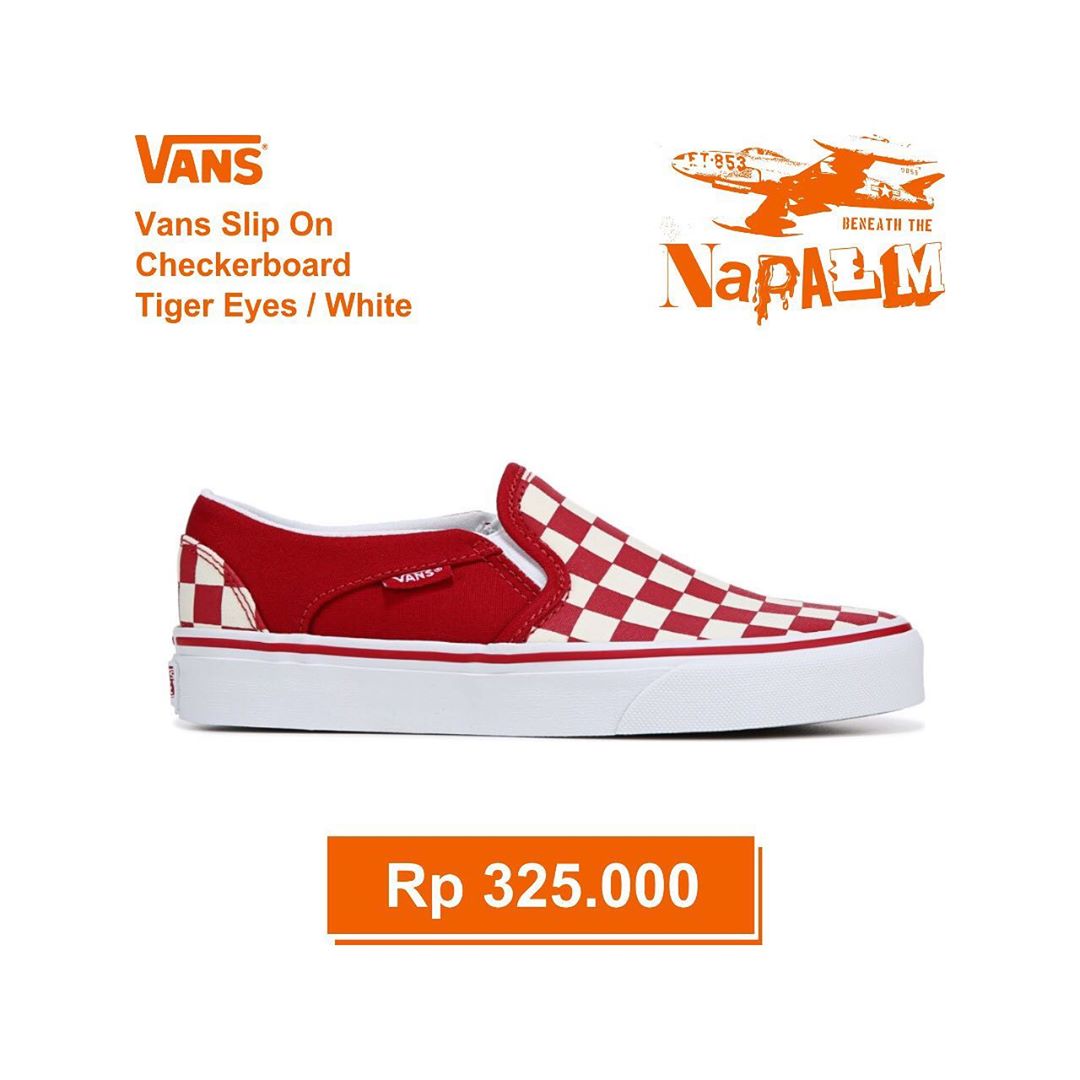 VANS
Vans Slip On
Checkerboard
Tiger Eyes / White
FT-853
BENEATH THE
NaPALM
VANS
Rp 325.000